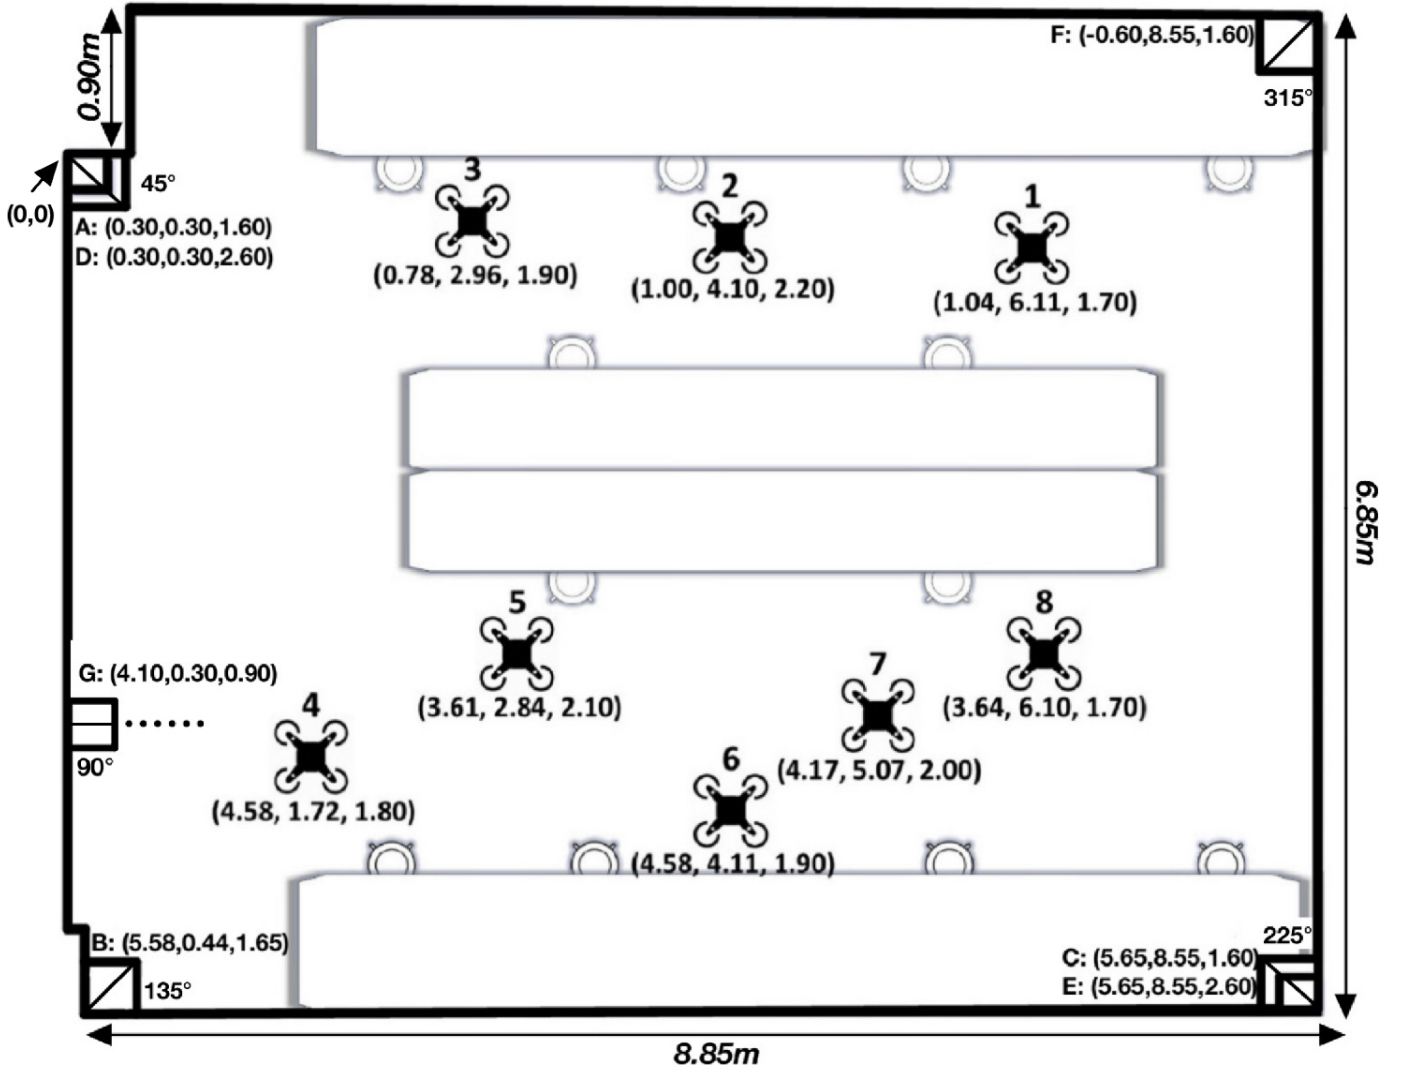 F: (-0.60,8.55,1.60)
315°
0.90m
(0,0)
45°
A: (0.30,0.30,1.60)
D: (0.30,0.30,2.60)
3
(0.78, 2.96, 1.90)
2
(1.00, 4.10, 2.20)
1
(1.04, 6.11, 1.70)
6.85m
5
(3.61, 2.84, 2.10)
8
(3.64, 6.10, 1.70)
7
(4.17, 5.07, 2.00)
G: (4.10,0.30,0.90)
90°
4
(4.58, 1.72, 1.80)
6
(4.58, 4.11, 1.90)
B: (5.58,0.44,1.65)
135°
225°
C: (5.65,8.55,1.60)
E: (5.65,8.55,2.60)
8.85m